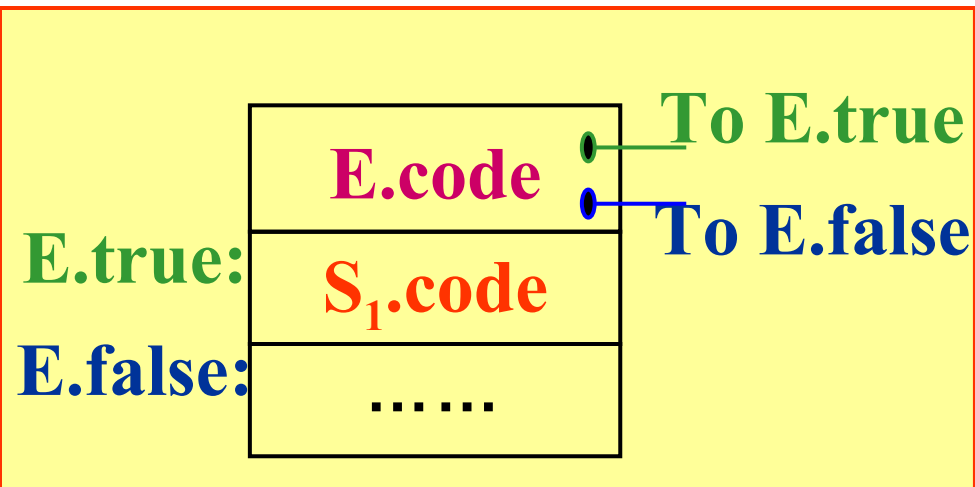 To E.true
E.code
To E.false
E.true:
S₁.code
E.false:
……